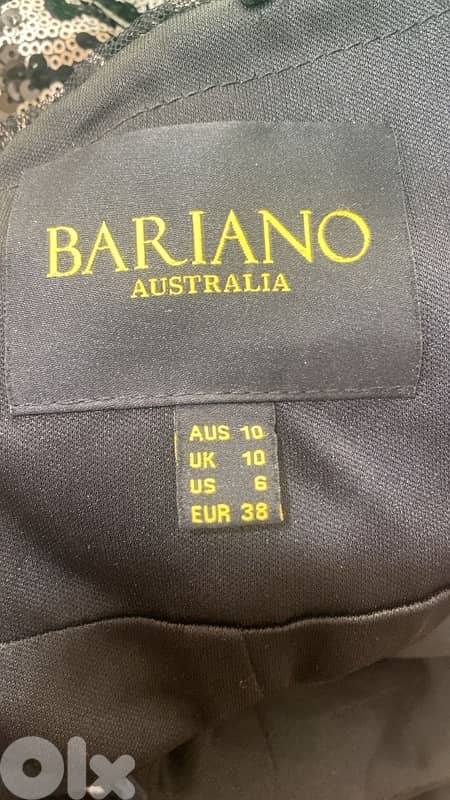 BARIANO
AUSTRALIA
AUS 10
UK 10
US 6
EUR 38
OLX